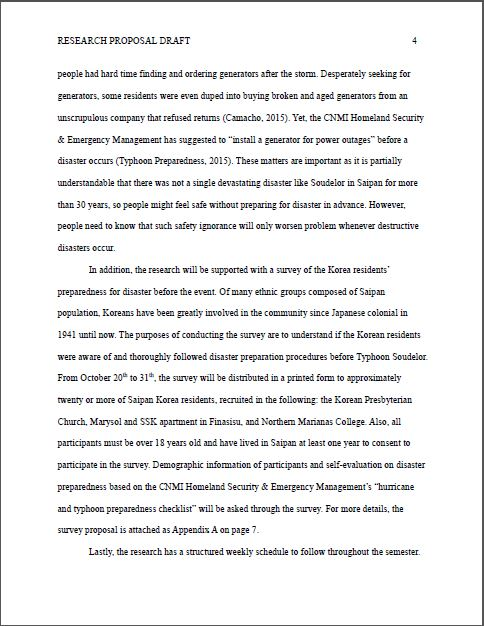 RESEARCH PROPOSAL DRAFT 4
people had hard time finding and ordering generators after the storm. Desperately seeking for
generators, some residents were even duped into buying broken and aged generators from an
unscrupulous company that refused returns (Camacho, 2015). Yet, the CNMI Homeland Security
& Emergency Management has suggested to “install a generator for power outages” before a
disaster occurs (Typhoon Preparedness, 2015). These matters are important as it is partially
understandable that there was not a single devastating disaster like Soudelor in Saipan for more
than 30 years, so people might feel safe without preparing for disaster in advance. However,
people need to know that such safety ignorance will only worsen problem whenever destructive
disasters occur.
In addition, the research will be supported with a survey of the Korea residents’
preparedness for disaster before the event. Of many ethnic groups composed of Saipan
population, Koreans have been greatly involved in the community since Japanese colonial in
1941 until now. The purposes of conducting the survey are to understand if the Korean residents
were aware of and thoroughly followed disaster preparation procedures before Typhoon Soudelor.
From October 20th to 31th, the survey will be distributed in a printed form to approximately
twenty or more of Saipan Korea residents, recruited in the following: the Korean Presbyterian
Church, Marysol and SSK apartment in Finasisu, and Northern Marianas College. Also, all
participants must be over 18 years old and have lived in Saipan at least one year to consent to
participate in the survey. Demographic information of participants and self-evaluation on disaster
preparedness based on the CNMI Homeland Security & Emergency Management’s “hurricane
and typhoon preparedness checklist” will be asked through the survey. For more details, the
survey proposal is attached as Appendix A on page 7.
Lastly, the research has a structured weekly schedule to follow throughout the semester.